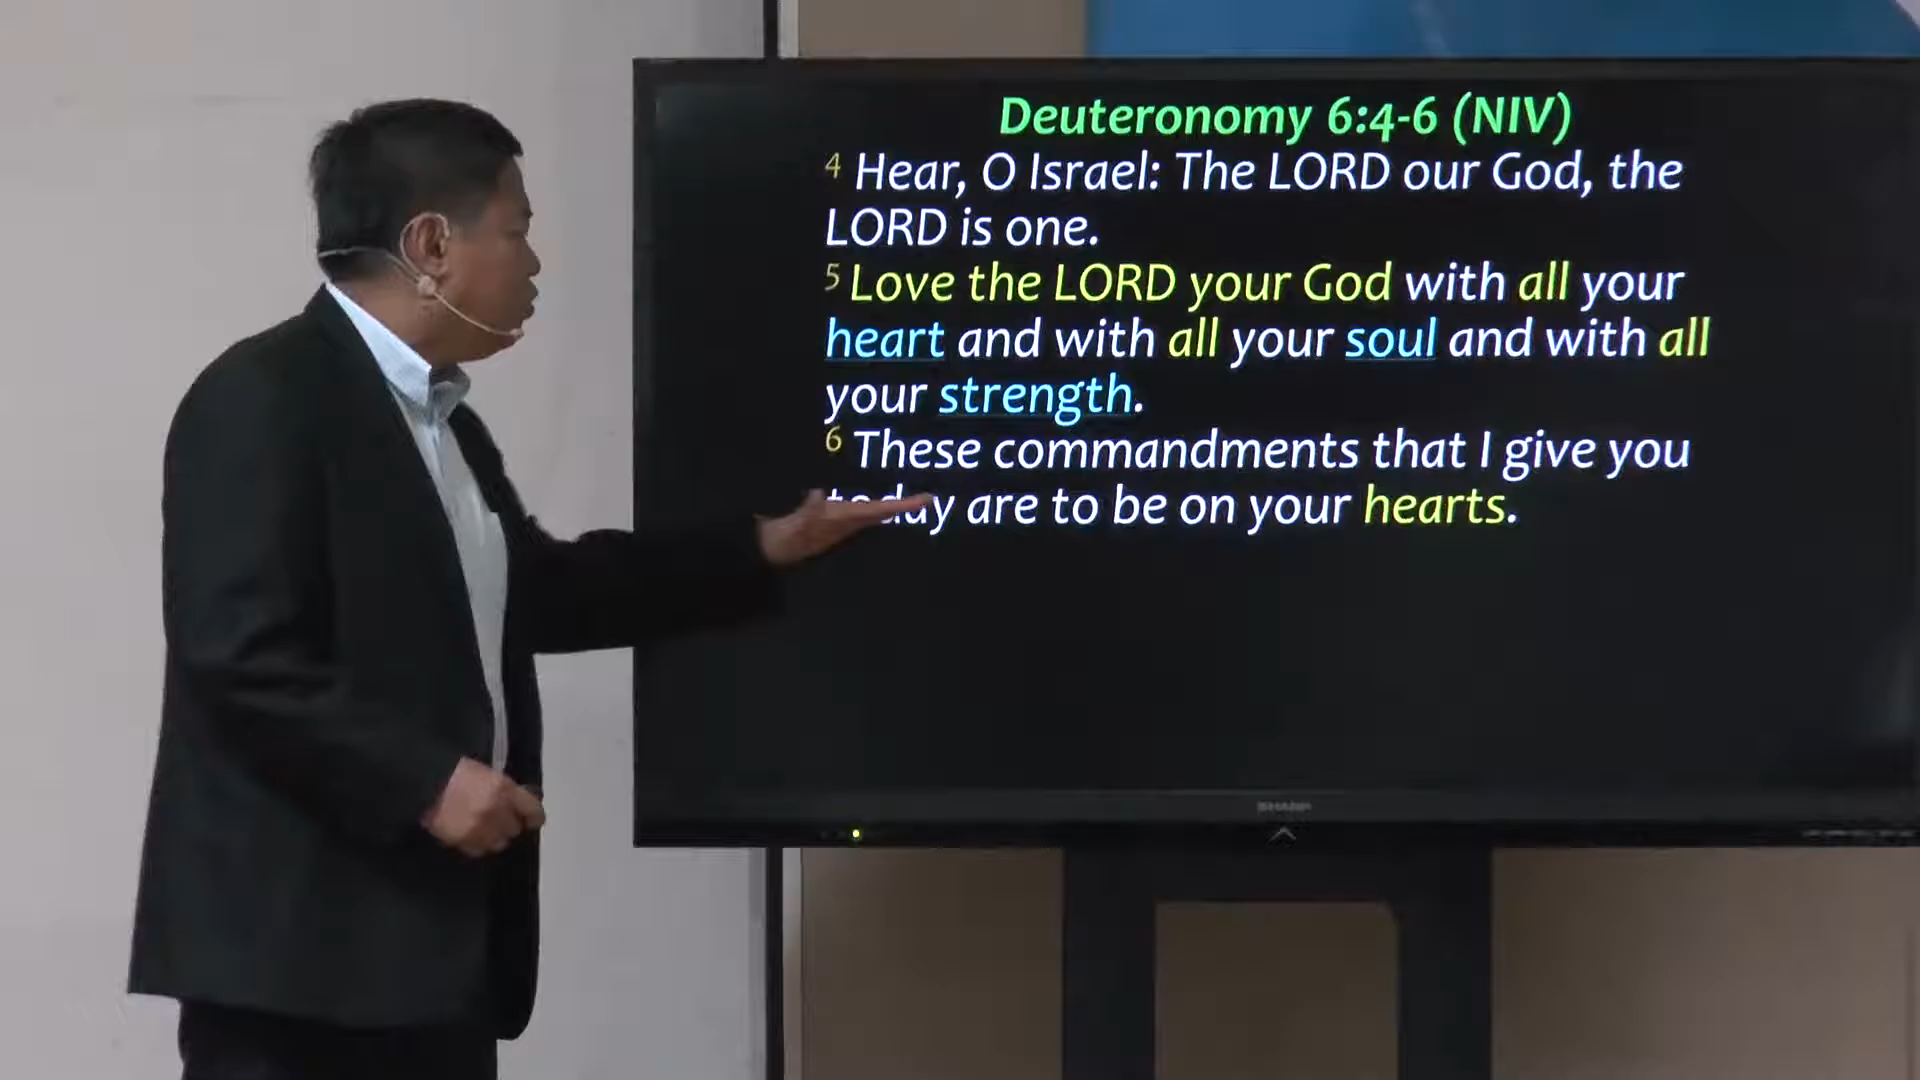 Deuteronomy 6:4-6 (NIV)
4 Hear, O Israel: The LORD our God, the
LORD is one.
5 Love the LORD your God with all your
heart and with all your soul and with all
your strength.
6 These commandments that I give you
today are to be on your hearts.
SHARP